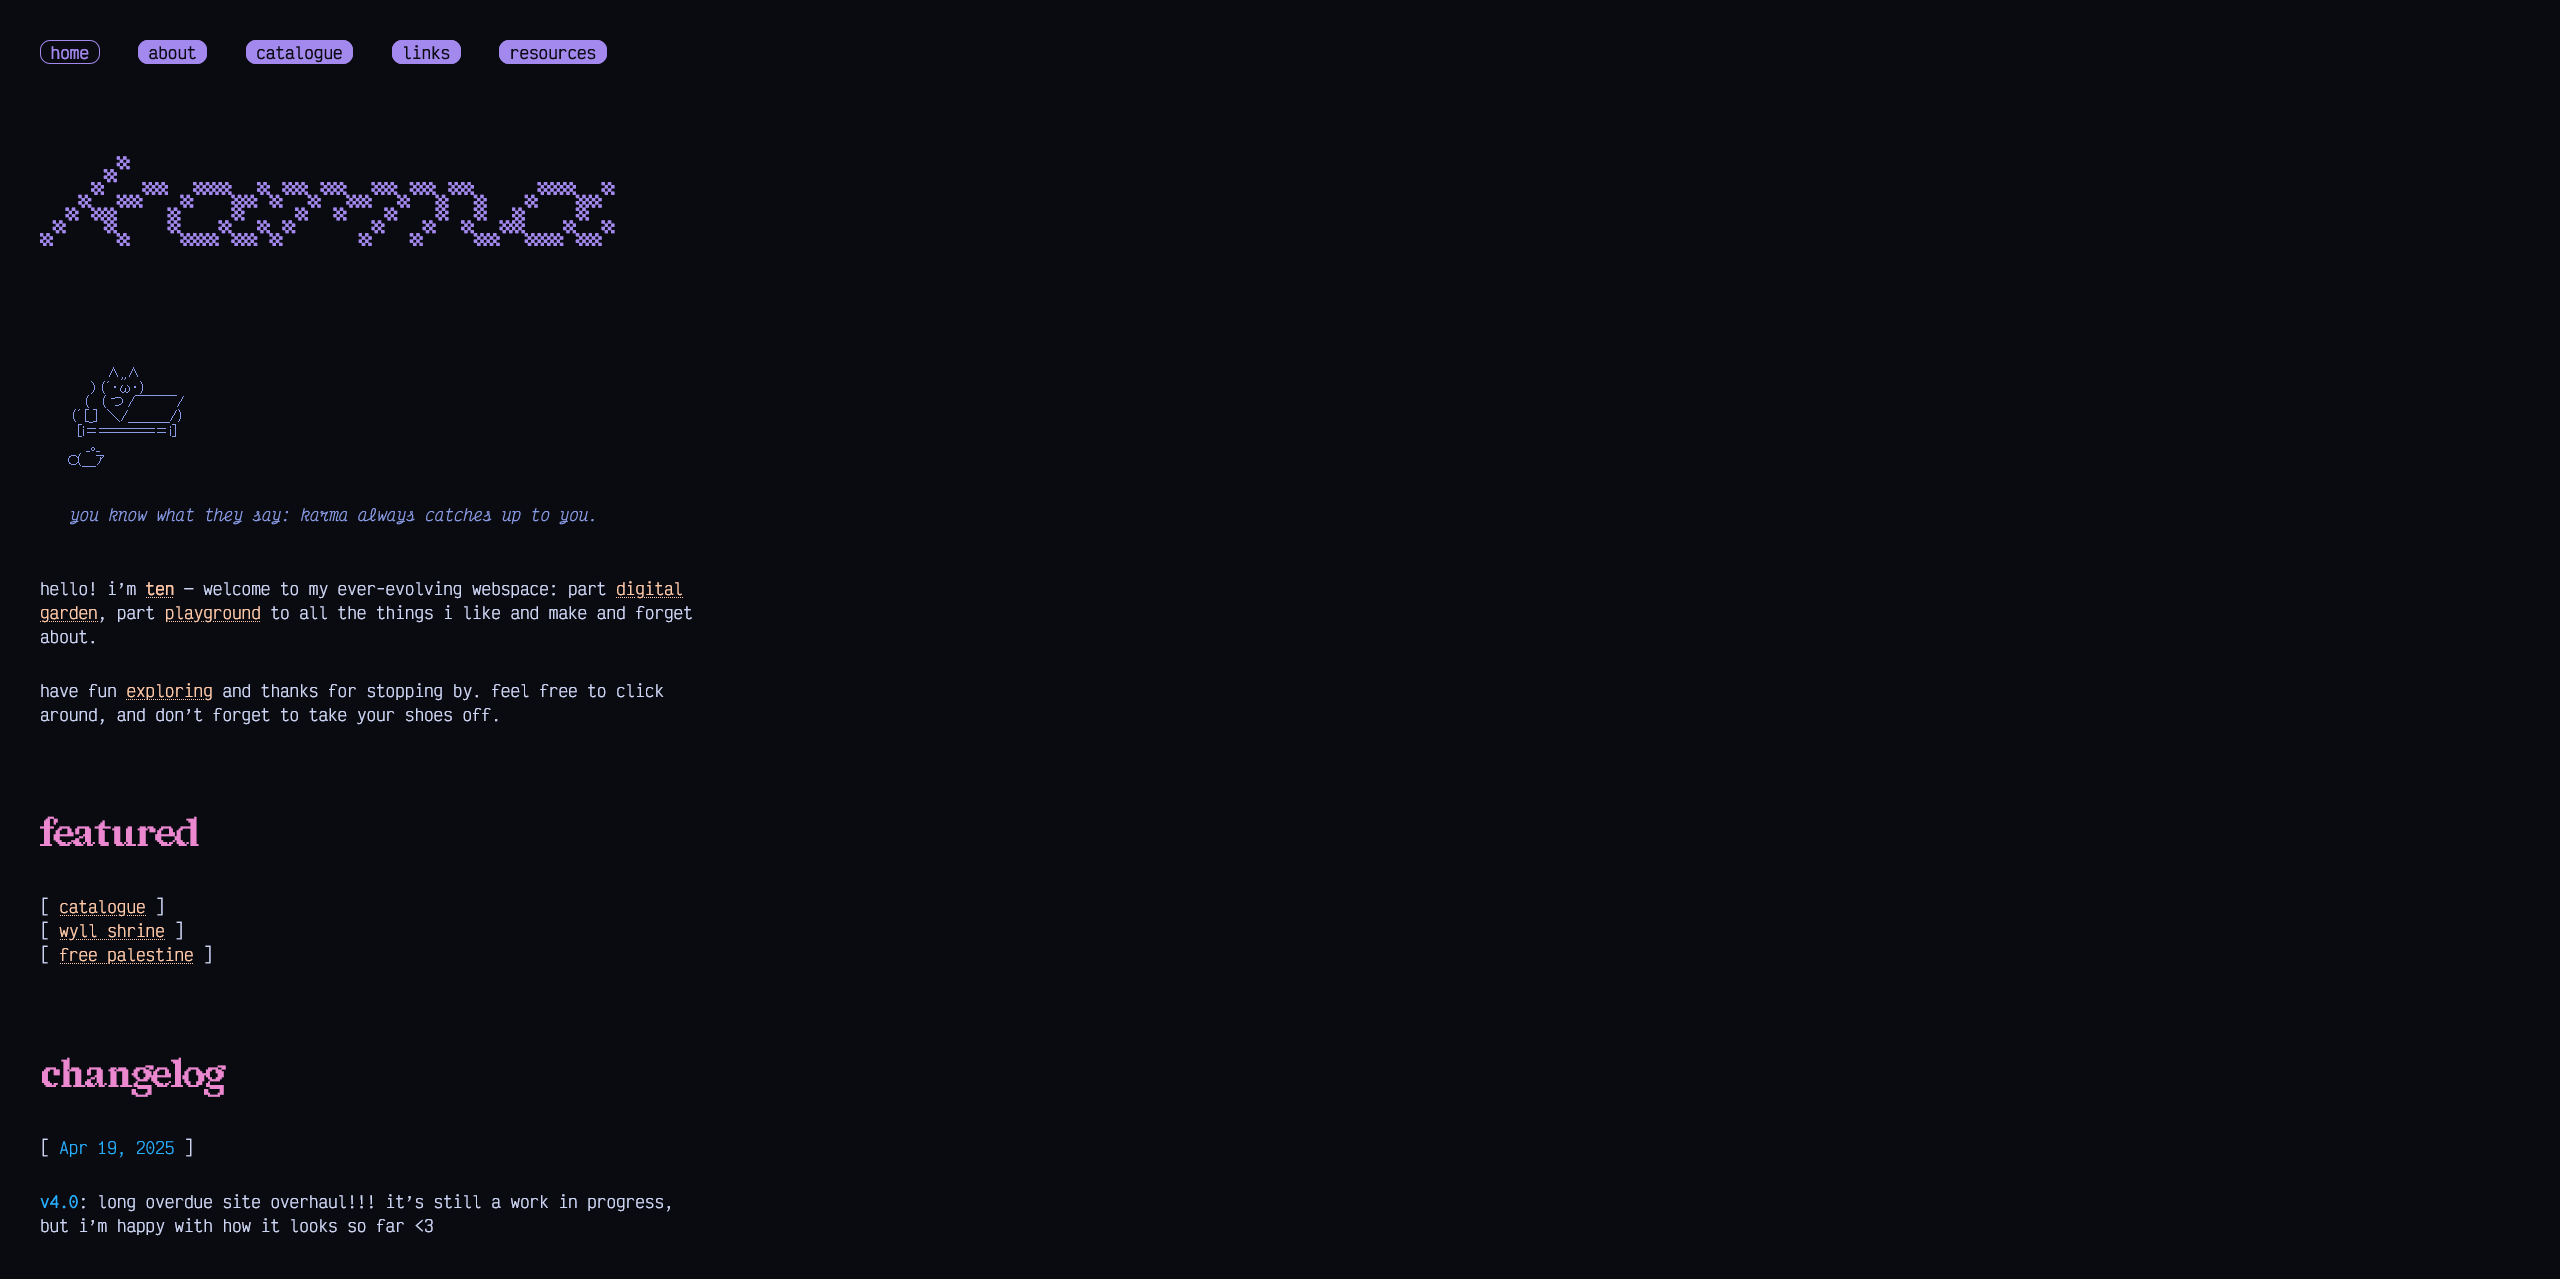 home about catalogue links resources
karma
you know what they say: karma always catches up to you.
hello! i’m ten — welcome to my ever-evolving webspace: part digital
garden, part playground to all the things i like and make and forget
about.
have fun exploring and thanks for stopping by. feel free to click
around, and don’t forget to take your shoes off.
featured
[ catalogue ]
[ wyll shrine ]
[ free palestine ]
changelog
[ Apr 19, 2025 ]
v4.0: long overdue site overhaul!!! it’s still a work in progress,
but i’m happy with how it looks so far <3